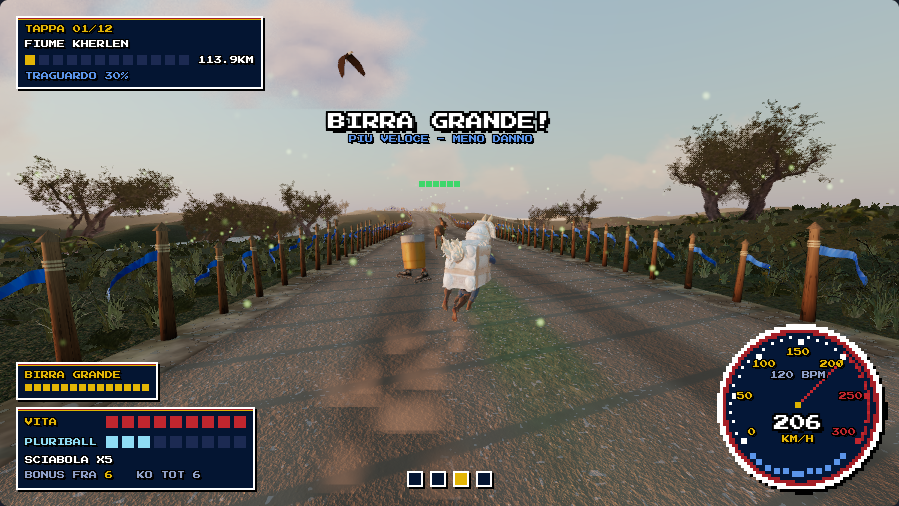 TAPPA 01/12
FIUME KHERLEN
113.9KM
TRAGUARDO 30%
BIRRA GRANDE!
PIU VELOCE - MENO DANNO
BIRRA GRANDE
VITA
PLURIBALL
SCIABOLA X5
BONUS FRA 6 KO TOT 6
0 50 100 150 200 250 300
120 BPM
206
KM/H